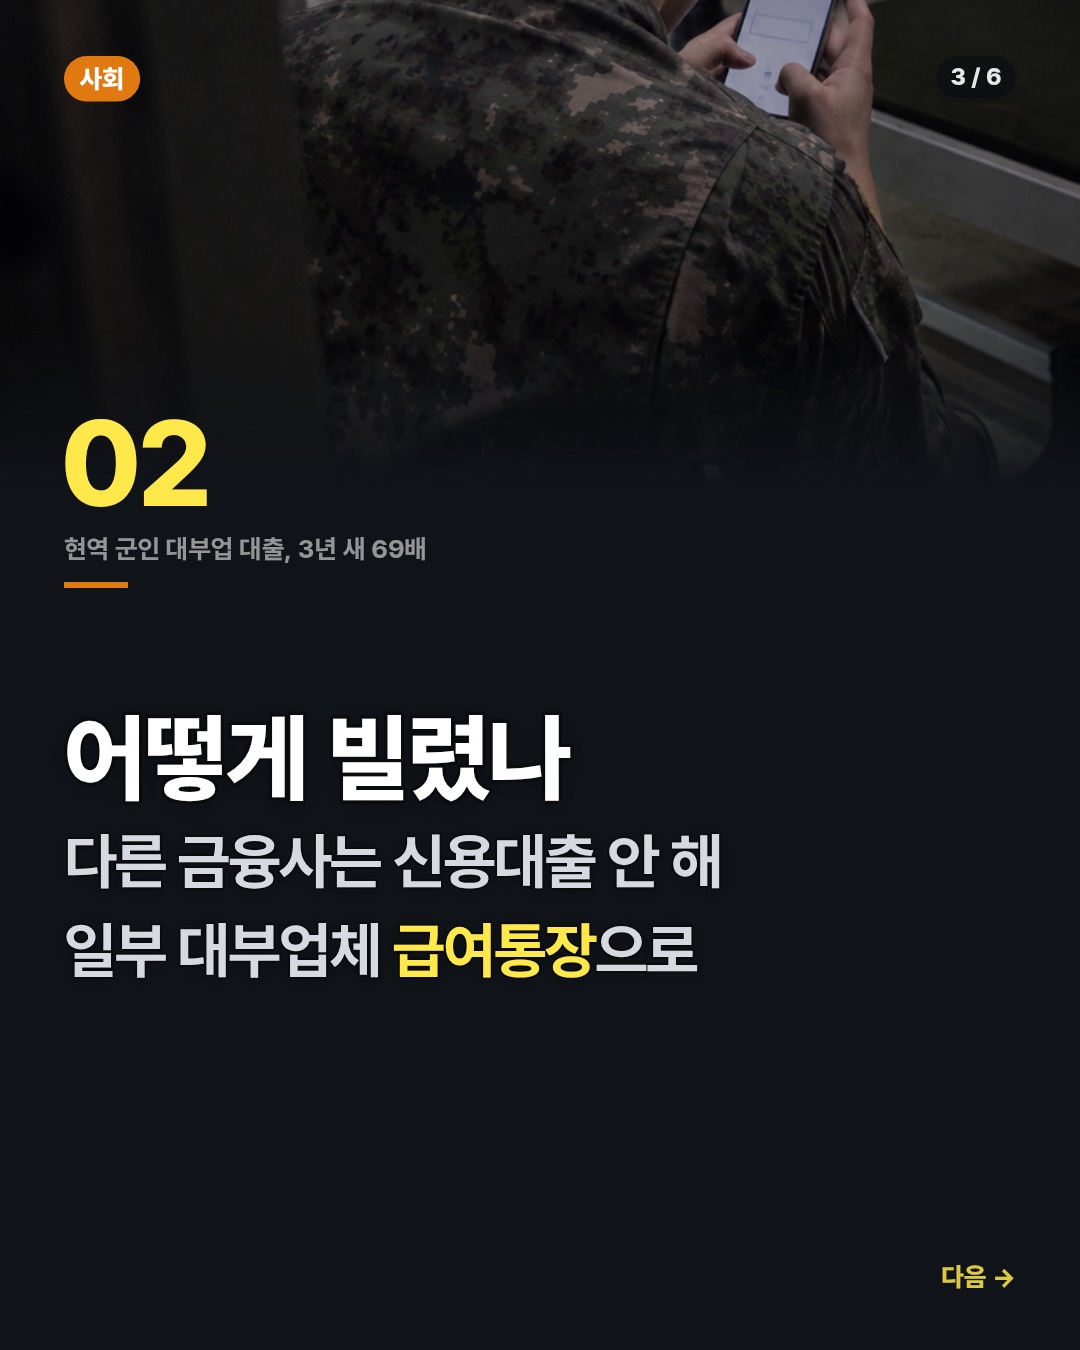 사회
3 / 6
02
현역 군인 대부업 대출, 3년 새 69배
어떻게 빌렸나
다른 금융사는 신용대출 안 해
일부 대부업체 급여통장으로
다음 →